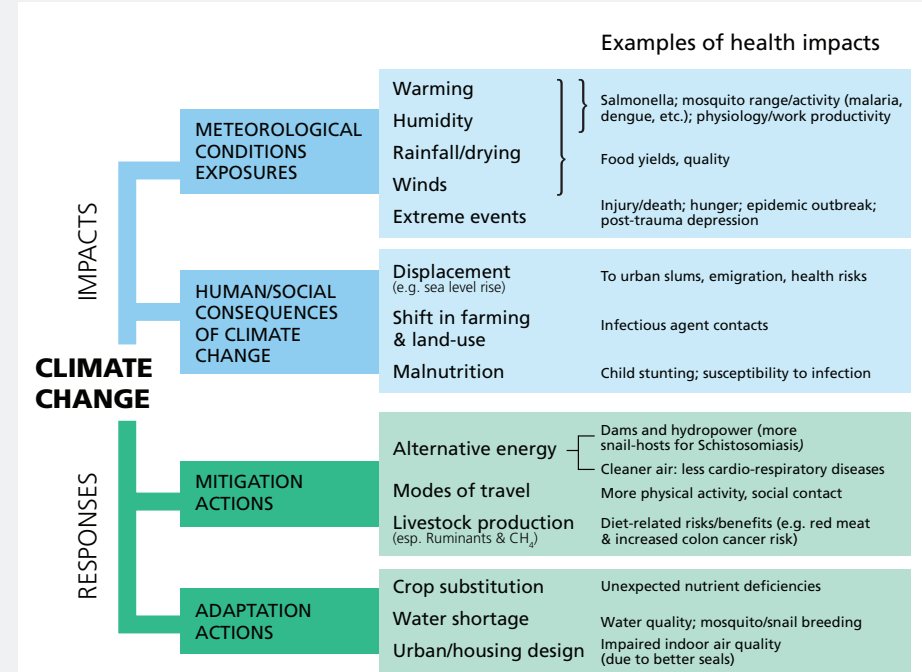 Examples of health impacts
IMPACTS
CLIMATE
CHANGE
RESPONSES
METEOROLOGICAL
CONDITIONS
EXPOSURES
Warming
Humidity
Rainfall/drying
Winds
Extreme events
Salmonella; mosquito range/activity (malaria,
dengue, etc.); physiology/work productivity
Food yields, quality
Injury/death; hunger; epidemic outbreak;
post-trauma depression
HUMAN/SOCIAL
CONSEQUENCES
OF CLIMATE
CHANGE
Displacement
(e.g. sea level rise)
To urban slums, emigration, health risks
Shift in farming
& land-use
Infectious agent contacts
Malnutrition
Child stunting; susceptibility to infection
MITIGATION
ACTIONS
Alternative energy
Dams and hydropower (more
snail-hosts for Schistosomiasis)
Cleaner air: less cardio-respiratory diseases
Modes of travel
More physical activity, social contact
Livestock production
(esp. Ruminants & CH₄)
Diet-related risks/benefits (e.g. red meat
& increased colon cancer risk)
ADAPTATION
ACTIONS
Crop substitution
Unexpected nutrient deficiencies
Water shortage
Water quality; mosquito/snail breeding
Urban/housing design
Impaired indoor air quality
(due to better seals)